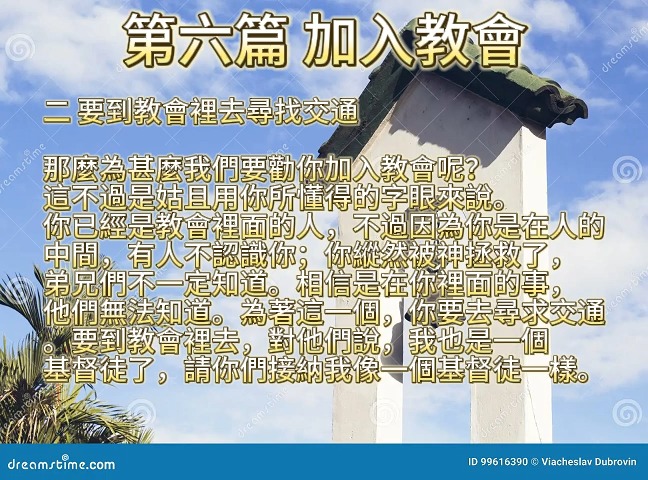 第六篇 加入教會
二 要到教會裡去尋找交通
那麼為甚麼我們要勸你加入教會呢?
這不過是姑且用你所懂得的字眼來說。
你已經是教會裡面的人，不過因為你是在人的
中間，有人不認識你；你縱然被神拯救了，
弟兄們不一定知道。相信是在你裡面的事，
他們無法知道。為著這一個，你要去尋求交通
。要到教會裡去，對他們說，我也是一個
基督徒了，請你們接納我像一個基督徒一樣。
dreamstime.com
ID 99616390 © Viacheslav Dubrovin